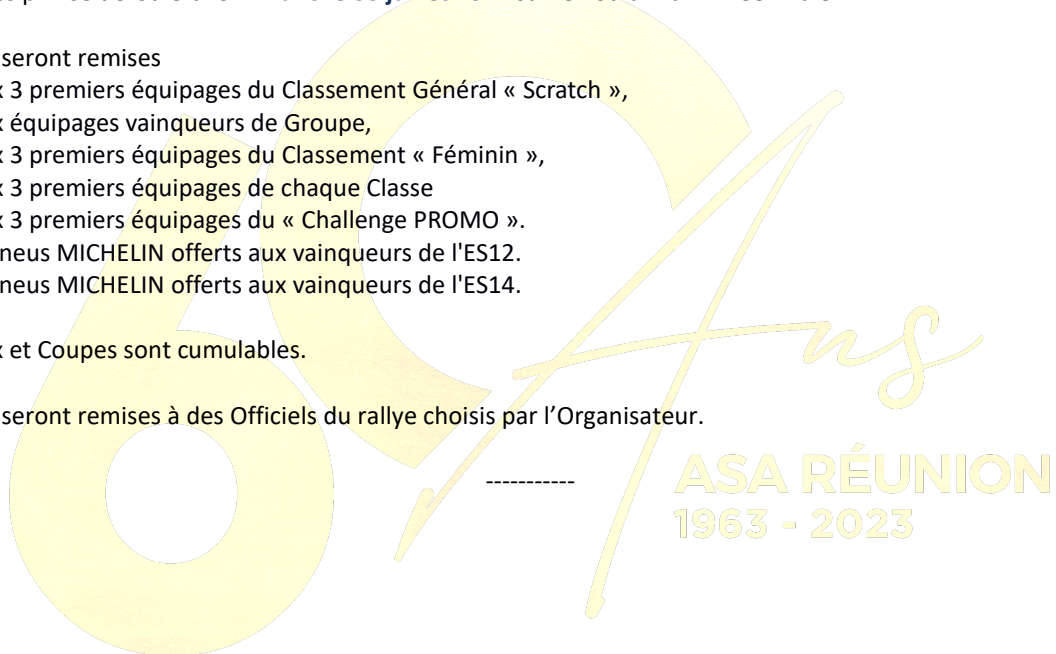 seront remises
3 premiers équipages du Classement Général « Scratch »,
équipages vainqueurs de Groupe,
3 premiers équipages du Classement « Féminin »,
3 premiers équipages de chaque Classe
3 premiers équipages du « Challenge PROMO ».
MICHELIN offerts aux vainqueurs de l'ES12.
MICHELIN offerts aux vainqueurs de l'ES14.
et Coupes sont cumulables.
seront remises à des Officiels du rallye choisis par l’Organisateur.
-----------
60 Ans
ASA RÉUNION
1963 - 2023